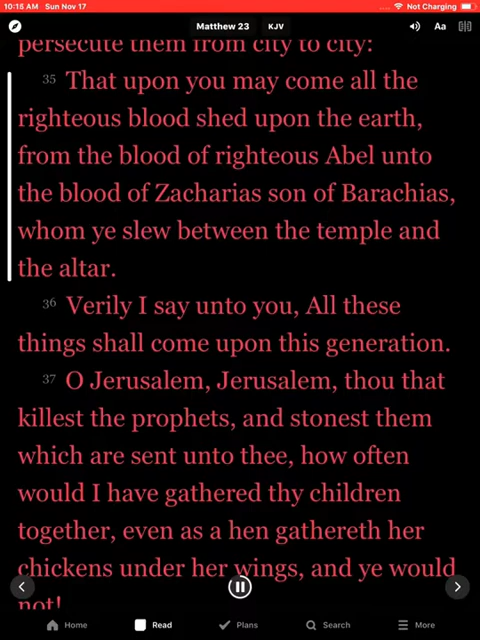 10:15 AM Sun Nov 17
Not Charging
Matthew 23 KJV
Aa
persecute them from city to city:
35 That upon you may come all the
righteous blood shed upon the earth,
from the blood of righteous Abel unto
the blood of Zacharias son of Barachias,
whom ye slew between the temple and
the altar.
36 Verily I say unto you, All these
things shall come upon this generation.
37 O Jerusalem, Jerusalem, thou that
killest the prophets, and stonest them
which are sent unto thee, how often
would I have gathered thy children
together, even as a hen gathereth her
chickens under her wings, and ye would
not!
Home Read Plans Search More